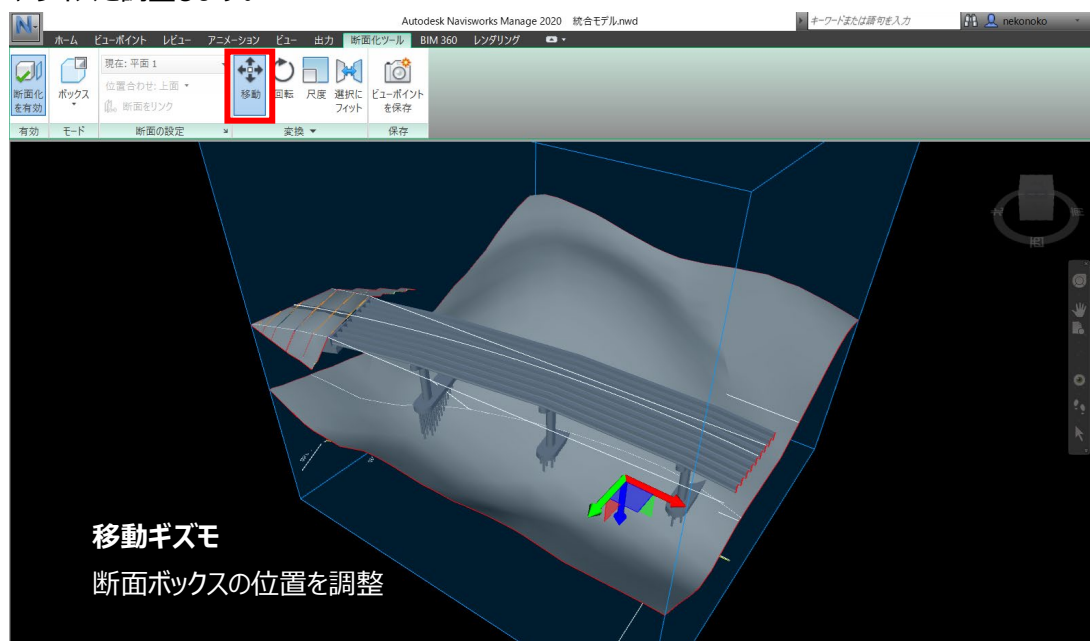 Autodesk Navisworks Manage 2020 統合モデル.nwd
キーワードまたは語句を入力
nekonoko
ホーム ビューポイント レビュー アニメーション ビュー 出力 断面化ツール BIM 360 レンダリング
現在: 平面 1
位置合わせ: 上面
断面をリンク
断面化
を有効
ボックス
移動
回転
尺度
選択に
フィット
ビューポイント
を保存
有効 モード 断面の設定 変換 保存
移動ギズモ
断面ボックスの位置を調整